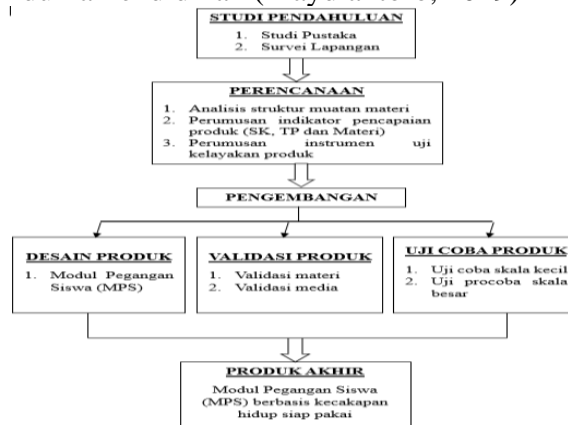 STUDI PENDAHULUAN
1. Studi Pustaka
2. Survei Lapangan
PERENCANAAN
1. Analisis struktur muatan materi
2. Perumusan indikator pencapaian
produk (SK, TP dan Materi)
3. Perumusan instrumen uji
kelayakan produk
PENGEMBANGAN
DESAIN PRODUK
1. Modul Pegangan
Siswa (MPS)
VALIDASI PRODUK
1. Validasi materi
2. Validasi media
UJI COBA PRODUK
1. Uji coba skala kecil
2. Uji procoba skala
besar
PRODUK AKHIR
Modul Pegangan Siswa
(MPS) berbasis kecakapan
hidup siap pakai